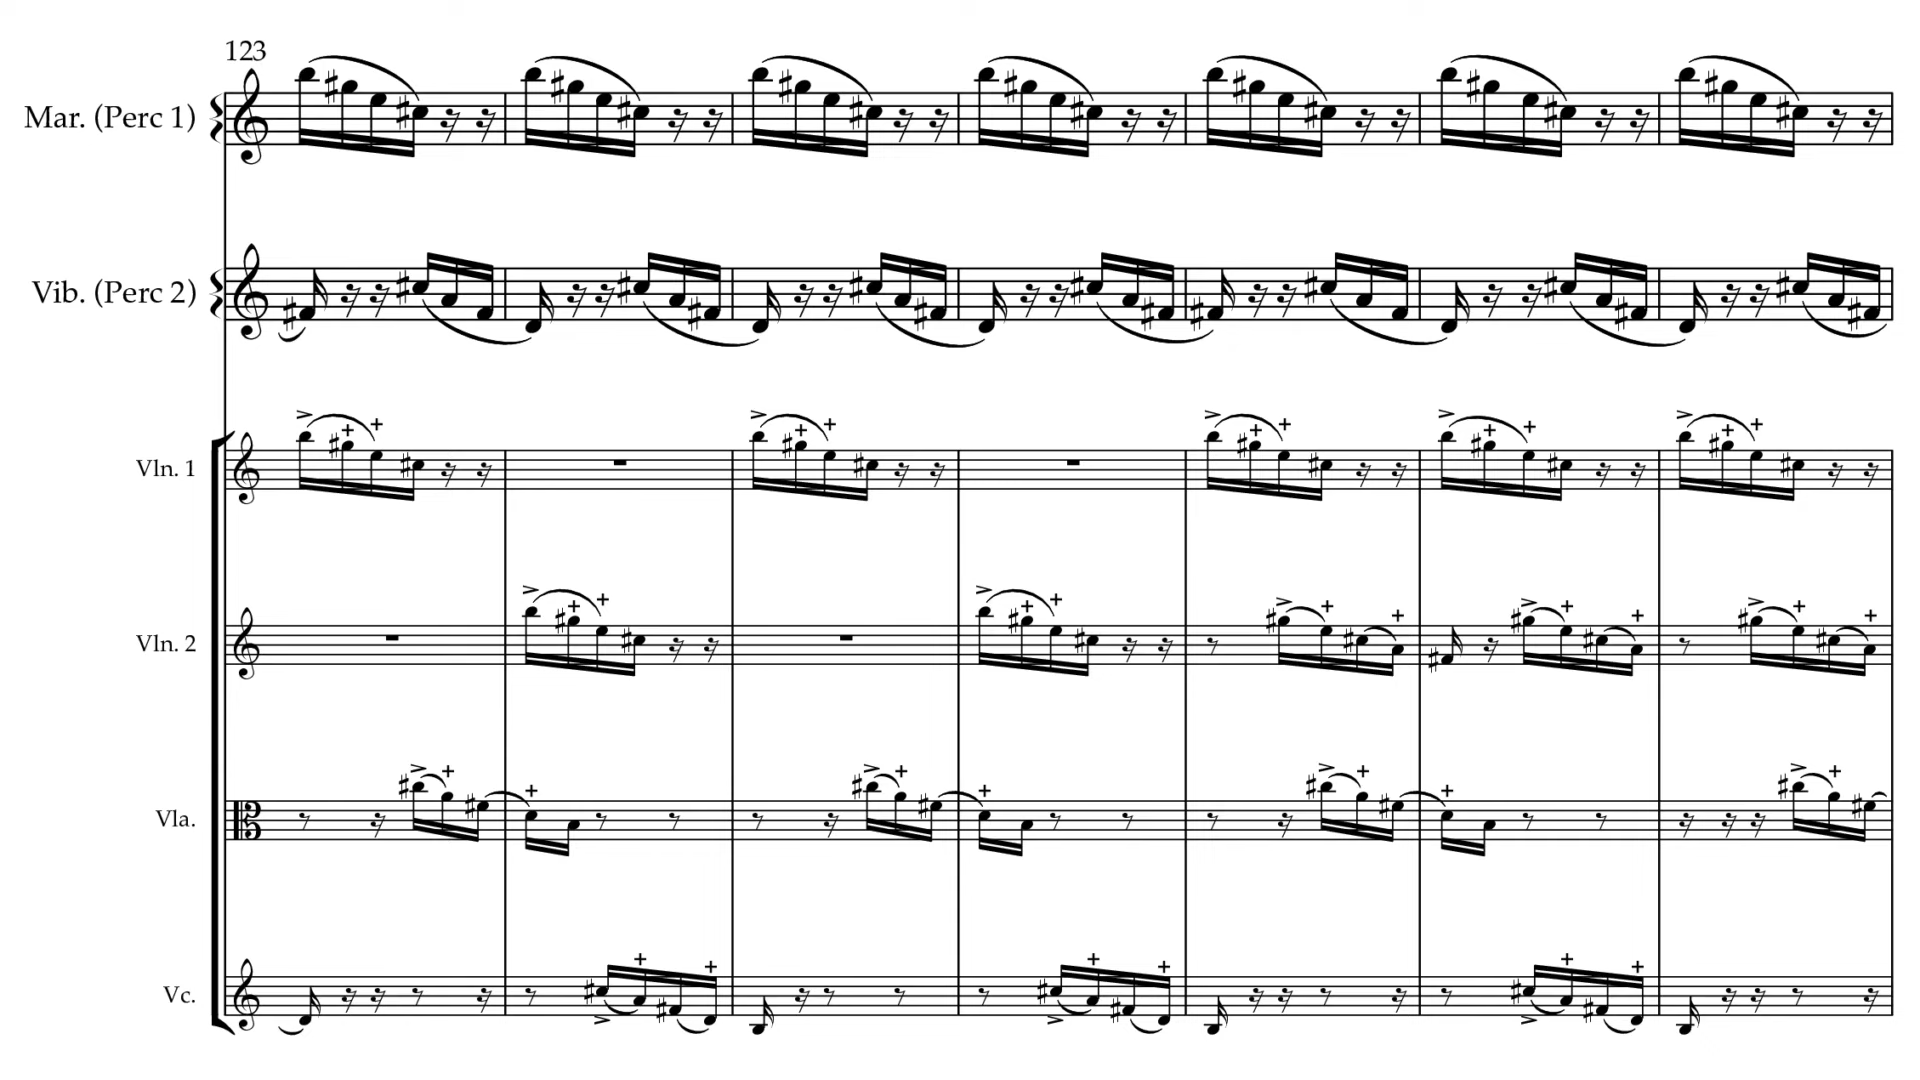 123
Mar. (Perc 1)
Vib. (Perc 2)
Vln. 1
Vln. 2
Vla.
Vc.